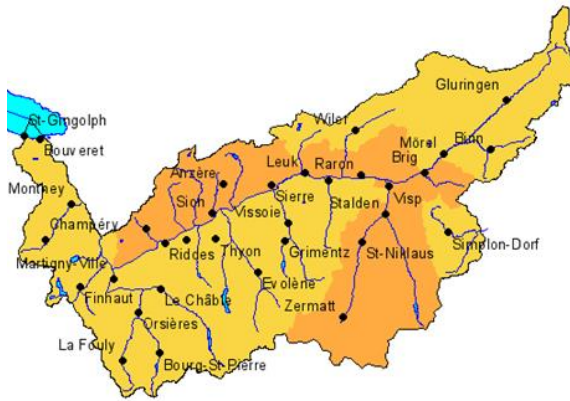 St-Gingolph
Bouveret
Monthey
Champéry
Martigny-Ville
Finhaut
La Fouly
Orsières
Bourg-St-Pierre
Le Châble
Riddes
Thyon
Evolène
Sion
Anzère
Vissoie
Sierre
Grimentz
Leuk
Wiler
Raron
Stalden
Visp
Brig
Mörel
Binn
Gluringen
Simplon-Dorf
St-Niklaus
Zermatt